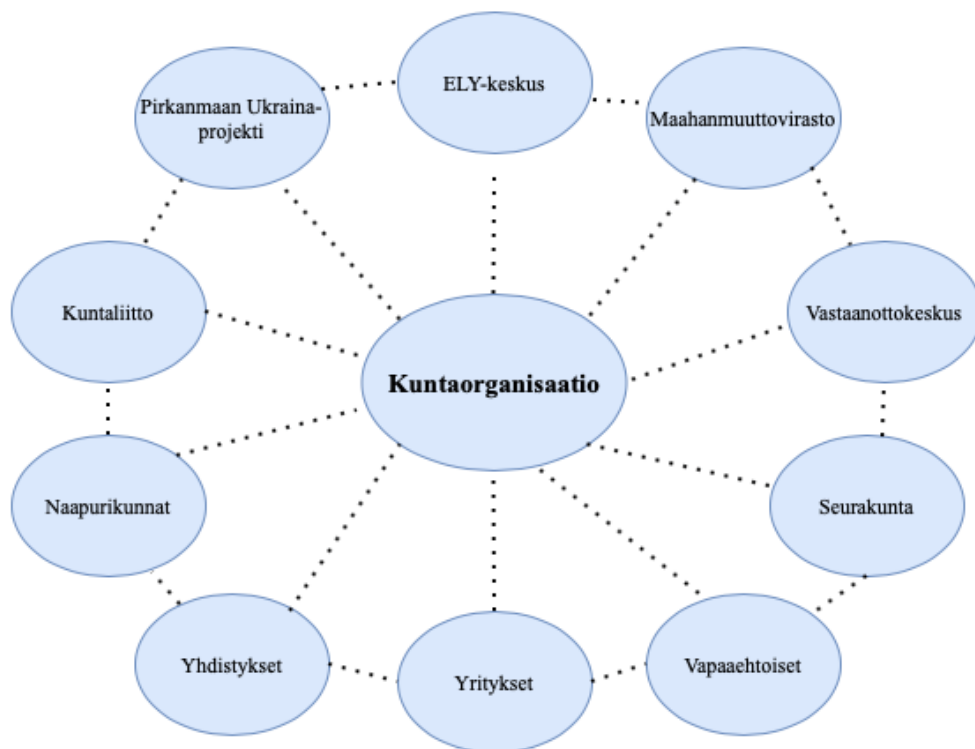 ELY-keskus
Pirkanmaan Ukraina-
projekti
Maahanmuuttovirasto
Kuntaliitto
Vastaanottokeskus
Kuntaorganisaatio
Naapurikunnat
Seurakunta
Yhdistykset
Yritykset
Vapaaehtoiset